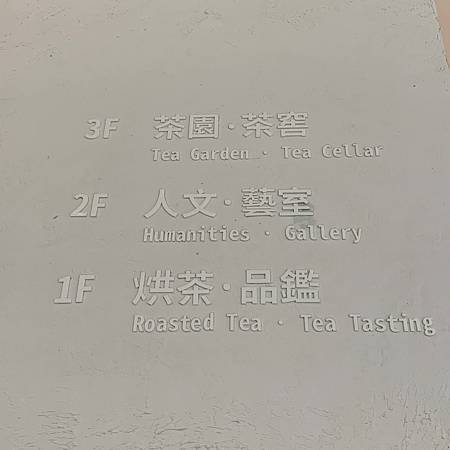 3F 茶園·茶窖
Tea Garden · Tea Cellar
2F 人文·藝室
Humanities · Gallery
1F 烘茶·品鑑
Roasted Tea · Tea Tasting